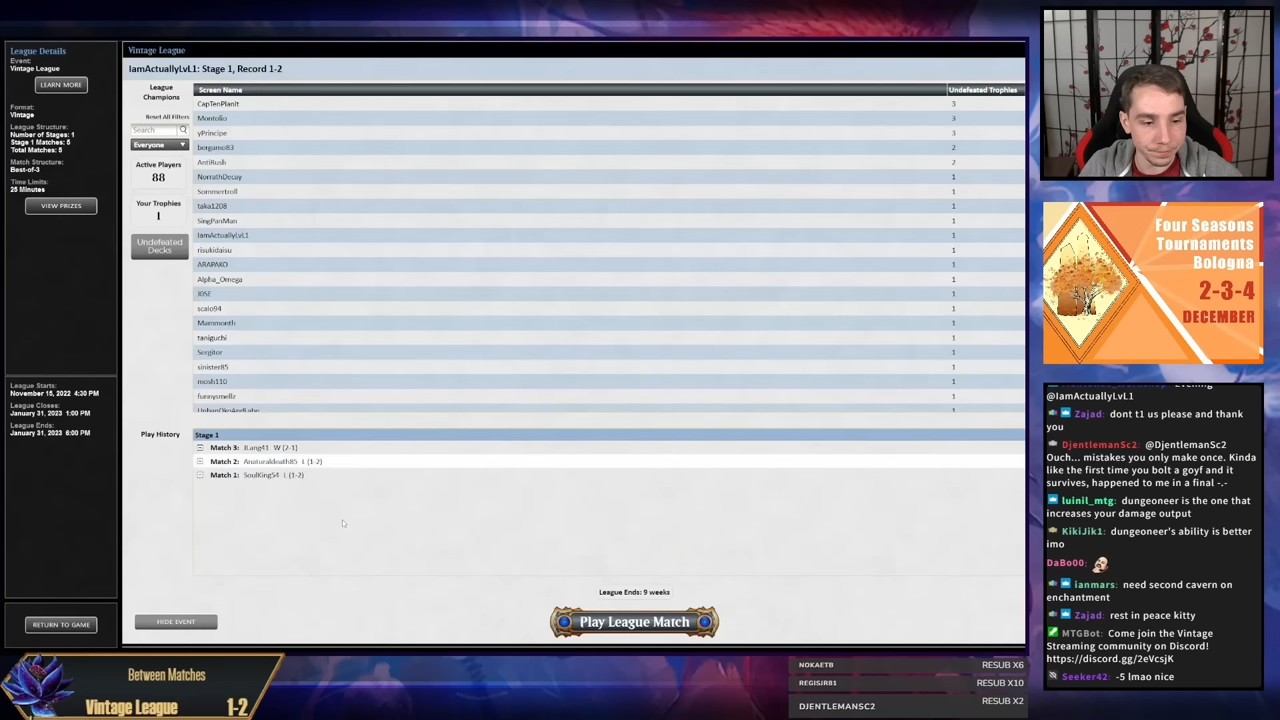 League Details
Event:
Vintage League
LEARN MORE
Format:
Vintage
League Structure:
Number of Stages: 1
Stage 1 Matches: 5
Total Matches: 5
Match Structure:
Best-of-3
Time Limits:
25 Minutes
VIEW PRIZES
League Starts:
November 15, 2022 4:30 PM
League Closes:
January 31, 2023 1:00 PM
League Ends:
January 31, 2023 6:00 PM
RETURN TO GAME
Vintage League
IamActuallyLvL1: Stage 1, Record 1-2
League Champions
Reset All Filters
Search
Everyone
Active Players
88
Your Trophies
1
Undefeated Decks
Screen Name Undefeated Trophies
CapTenPlanIt 3
Montolio 3
yPrincipe 3
bergamo83 2
AntiRush 2
NorrathDecay 1
Sommertroll 1
taka1208 1
SingPanMan 1
IamActuallyLvL1 1
risukidaisu 1
ARAPAKO 1
Alpha_Omega 1
J0SE 1
scalo94 1
Mammonth 1
taniguchi 1
Sergitor 1
sinister85 1
mosh110 1
funnysmellz 1
1
Play History
Stage 1
Match 3: ILang41 W (2-1)
Match 2: Anaturaldeath85 L (1-2)
Match 1: SoulKing54 L (1-2)
League Ends: 9 weeks
HIDE EVENT
Play League Match
Between Matches
Vintage League 1-2
NOKAETB RESUB X6
REGISJR81 RESUB X10
DJENTLEMANSC2 RESUB X2
Four Seasons
Tournaments
Bologna
2-3-4
DECEMBER
@IamActuallyLvL1
Zajad: dont t1 us please and thank
you
DjentlemanSc2: @DjentlemanSc2
Ouch... mistakes you only make once. Kinda
like the first time you bolt a goyf and it
survives, happened to me in a final -.-
luinil_mtg: dungeoneer is the one that
increases your damage output
KikiJik1: dungeoneer's ability is better
imo
DaBo00:
ianmars: need second cavern on
enchantment
Zajad: rest in peace kitty
MTGBot: Come join the Vintage
Streaming community on Discord!
https://discord.gg/2eVcsjK
Seeker42: -5 lmao nice